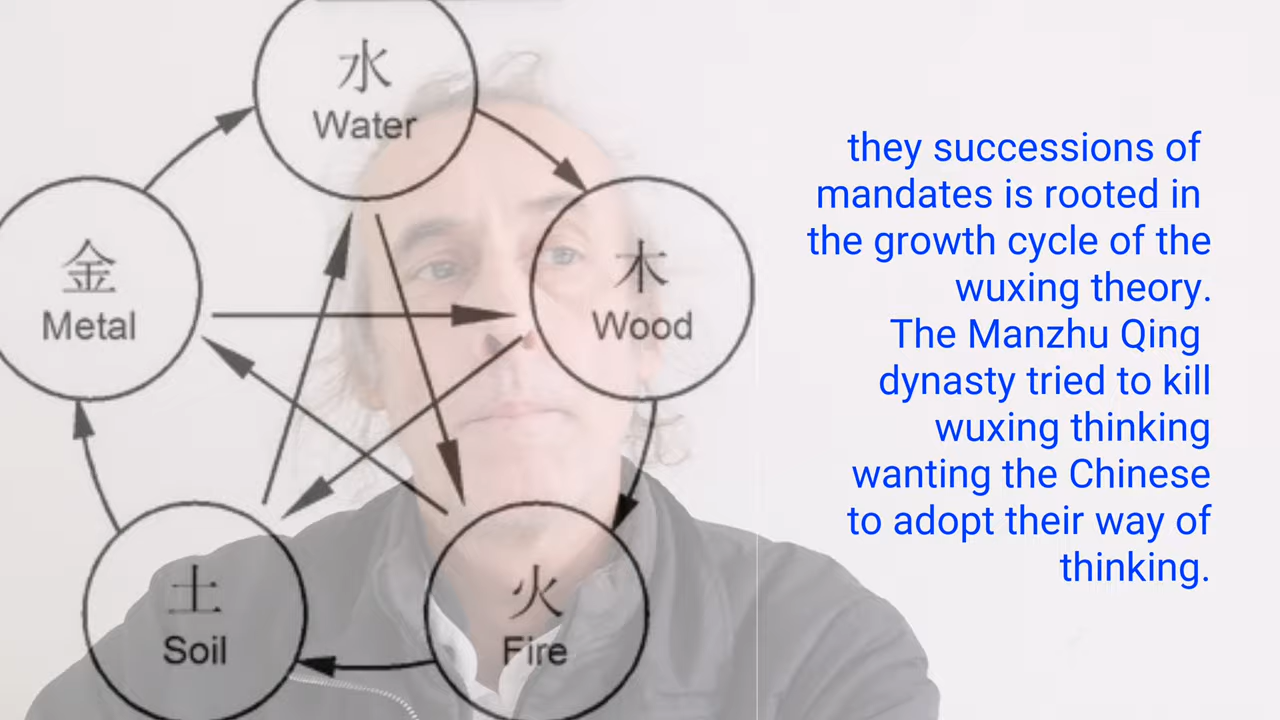 水
Water
金
Metal
木
Wood
土
Soil
火
Fire
they successions of
mandates is rooted in
the growth cycle of the
wuxing theory.
The Manzhu Qing
dynasty tried to kill
wuxing thinking
wanting the Chinese
to adopt their way of
thinking.